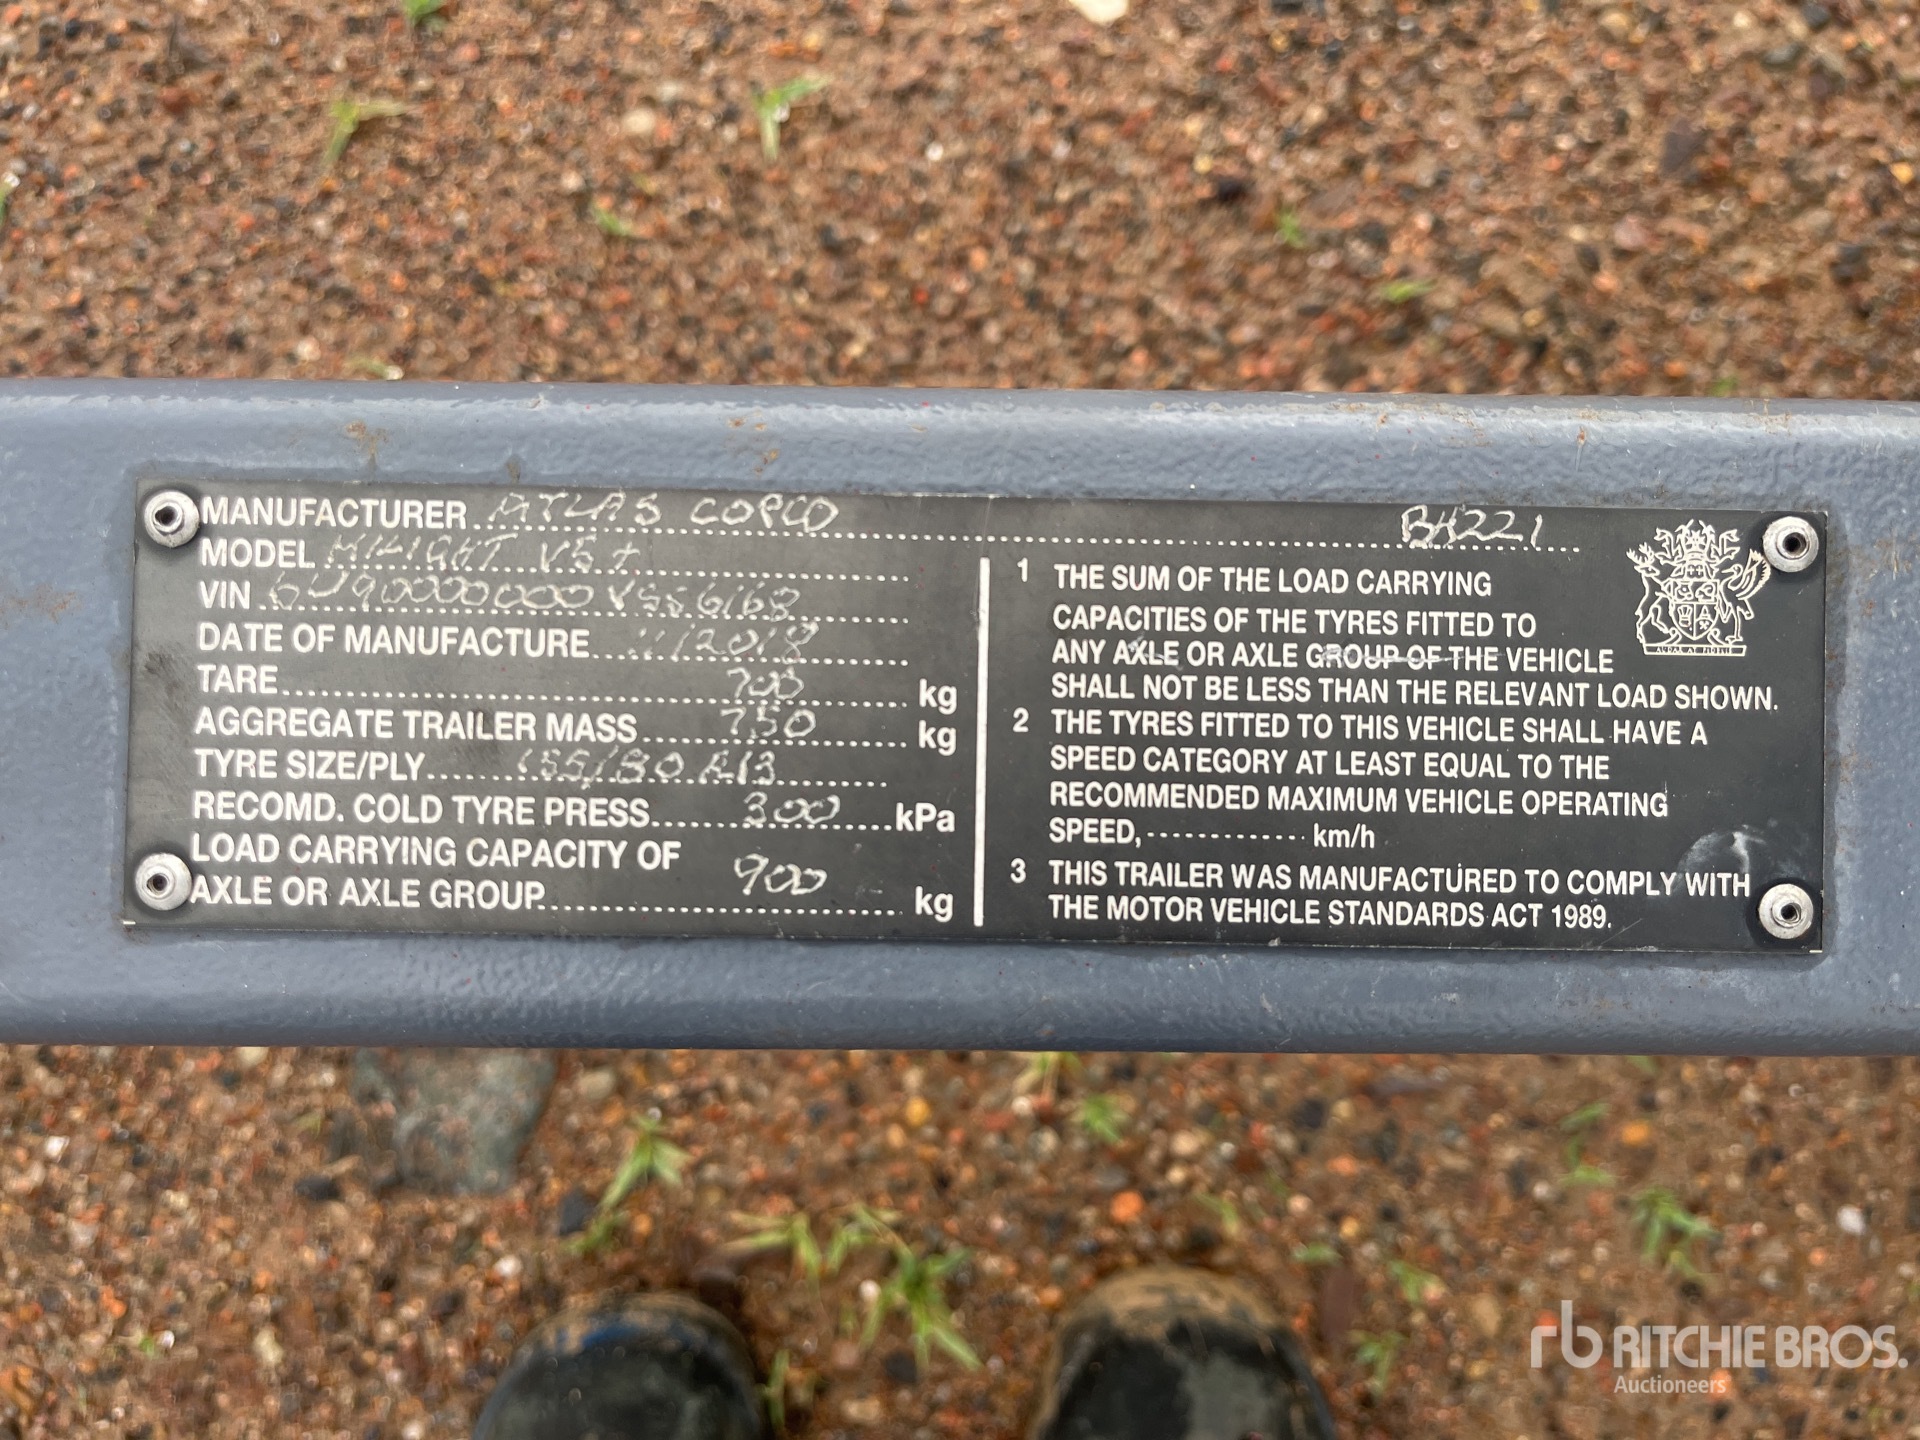 MANUFACTURER ATLAS COPCO BH221
MODEL HILIGHT V5+
VIN 6U90000000V556168
DATE OF MANUFACTURE 11/2018
TARE 700 kg
AGGREGATE TRAILER MASS 750 kg
TYRE SIZE/PLY 155/80 R13
RECOMD. COLD TYRE PRESS 300 kPa
LOAD CARRYING CAPACITY OF
AXLE OR AXLE GROUP 900 kg
1 THE SUM OF THE LOAD CARRYING
CAPACITIES OF THE TYRES FITTED TO
ANY AXLE OR AXLE GROUP OF THE VEHICLE
SHALL NOT BE LESS THAN THE RELEVANT LOAD SHOWN.
2 THE TYRES FITTED TO THIS VEHICLE SHALL HAVE A
SPEED CATEGORY AT LEAST EQUAL TO THE
RECOMMENDED MAXIMUM VEHICLE OPERATING
SPEED, ------------- km/h
3 THIS TRAILER WAS MANUFACTURED TO COMPLY WITH
THE MOTOR VEHICLE STANDARDS ACT 1989.
rb RITCHIE BROS.
Auctioneers